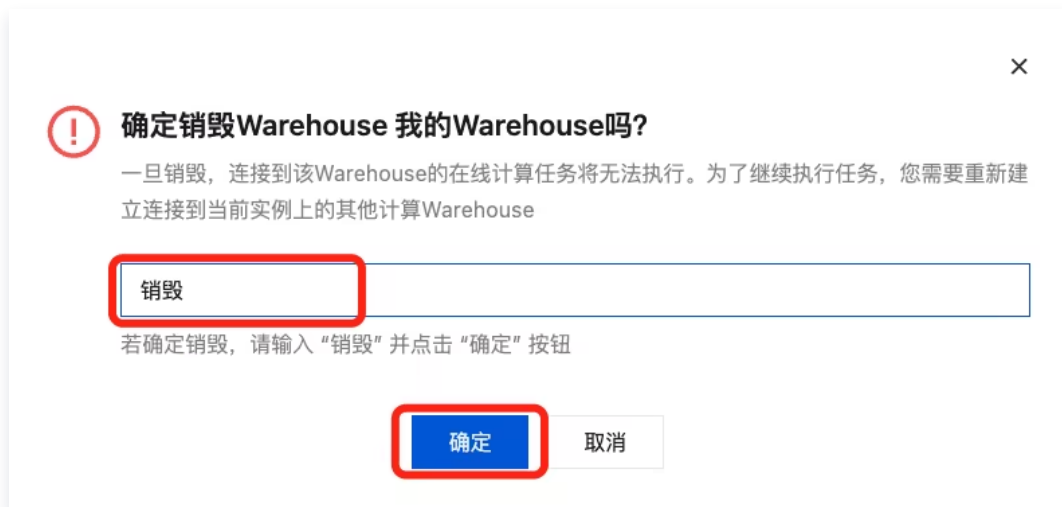 确定销毁Warehouse 我的Warehouse吗?
一旦销毁，连接到该Warehouse的在线计算任务将无法执行。为了继续执行任务，您需要重新建
立连接到当前实例上的其他计算Warehouse
销毁
若确定销毁，请输入 “销毁” 并点击 “确定” 按钮
确定 取消